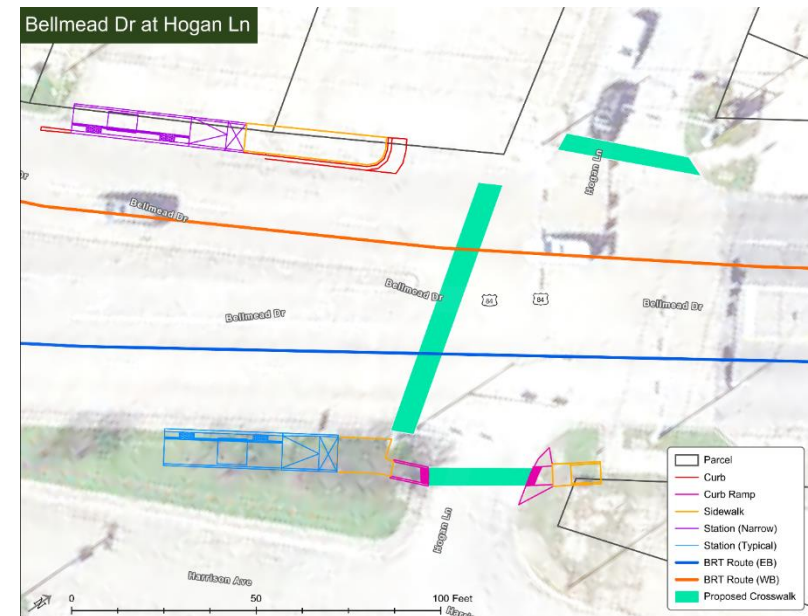 Bellmead Dr at Hogan Ln
Hogan Ln
Dr
Bellmead Dr
Bellmead Dr
84
84
Bellmead Dr
Bellmead Dr
Hogan Ln
Harrison Ave
N
0 50 100 Feet
Parcel
Curb
Curb Ramp
Sidewalk
Station (Narrow)
Station (Typical)
BRT Route (EB)
BRT Route (WB)
Proposed Crosswalk